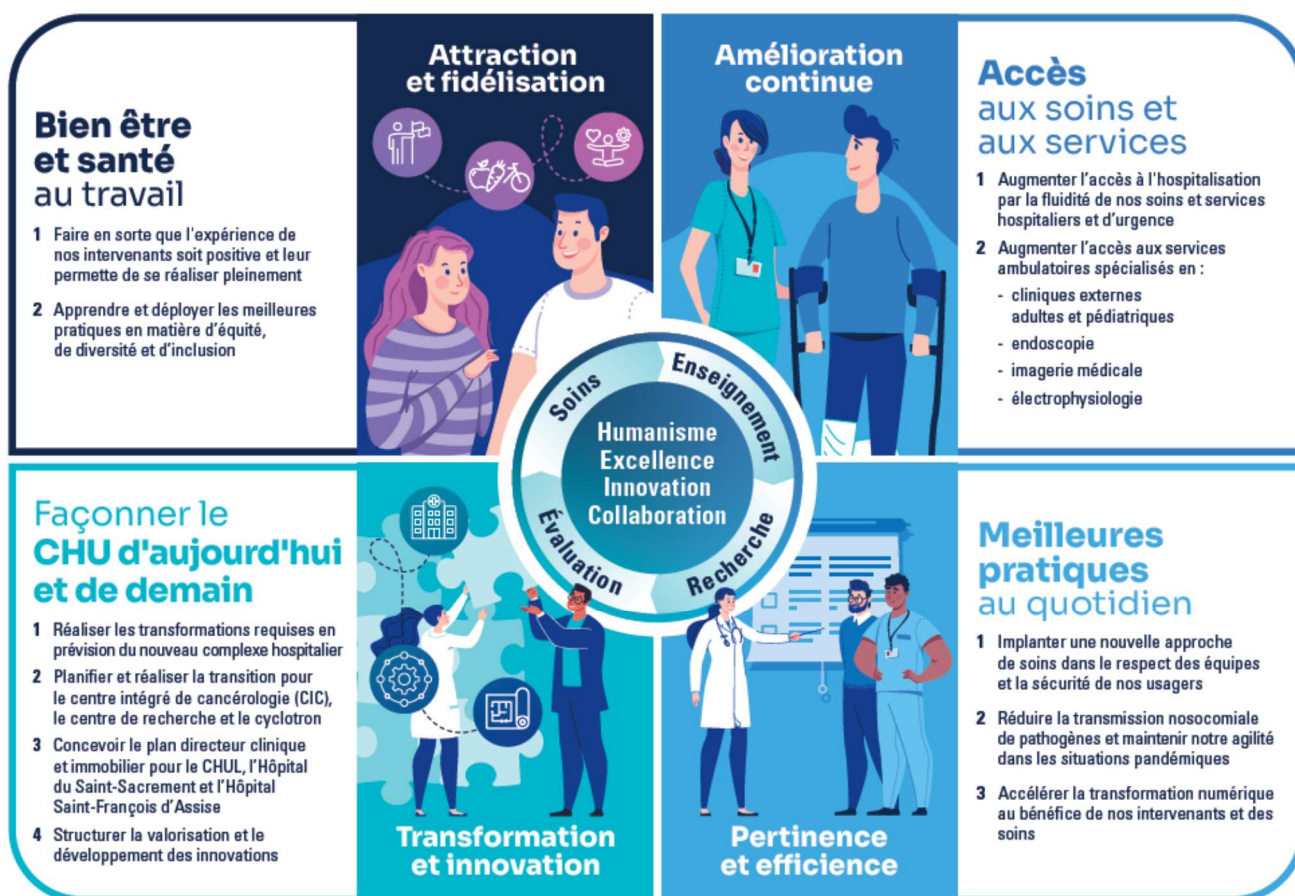 Attraction
et fidélisation
Amélioration
continue
Bien être
et santé
au travail
1 Faire en sorte que l'expérience de
nos intervenants soit positive et leur
permette de se réaliser pleinement
2 Apprendre et déployer les meilleures
pratiques en matière d'équité,
de diversité et d'inclusion
Accès
aux soins et
aux services
1 Augmenter l'accès à l'hospitalisation
par la fluidité de nos soins et services
hospitaliers et d'urgence
2 Augmenter l'accès aux services
ambulatoires spécialisés en :
- cliniques externes
adultes et pédiatriques
- endoscopie
- imagerie médicale
- électrophysiologie
Soins
Enseignement
Recherche
Évaluation
Humanisme
Excellence
Innovation
Collaboration
Façonner le
CHU d'aujourd'hui
et de demain
1 Réaliser les transformations requises en
prévision du nouveau complexe hospitalier
2 Planifier et réaliser la transition pour
le centre intégré de cancérologie (CIC),
le centre de recherche et le cyclotron
3 Concevoir le plan directeur clinique
et immobilier pour le CHUL, l'Hôpital
du Saint-Sacrement et l'Hôpital
Saint-François d'Assise
4 Structurer la valorisation et le
développement des innovations
Transformation
et innovation
Pertinence
et efficience
Meilleures
pratiques
au quotidien
1 Implanter une nouvelle approche
de soins dans le respect des équipes
et la sécurité de nos usagers
2 Réduire la transmission nosocomiale
de pathogènes et maintenir notre agilité
dans les situations pandémiques
3 Accélérer la transformation numérique
au bénéfice de nos intervenants et des
soins